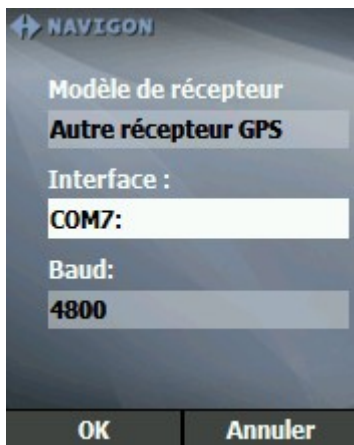 NAVIGON
Modèle de récepteur
Autre récepteur GPS
Interface :
COM7:
Baud:
4800
OK Annuler